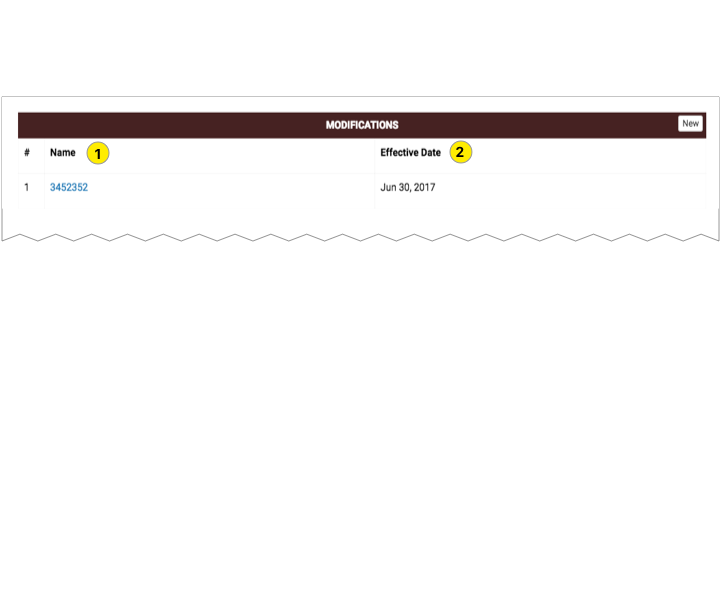 MODIFICATIONS New
# Name 1 Effective Date 2
1 3452352 Jun 30, 2017